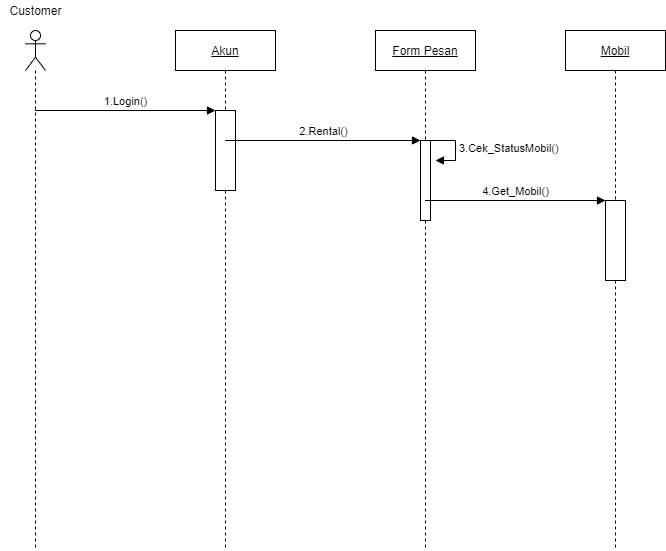 Customer
Akun
Form Pesan
Mobil
1.Login()
2.Rental()
3.Cek_StatusMobil()
4.Get_Mobil()